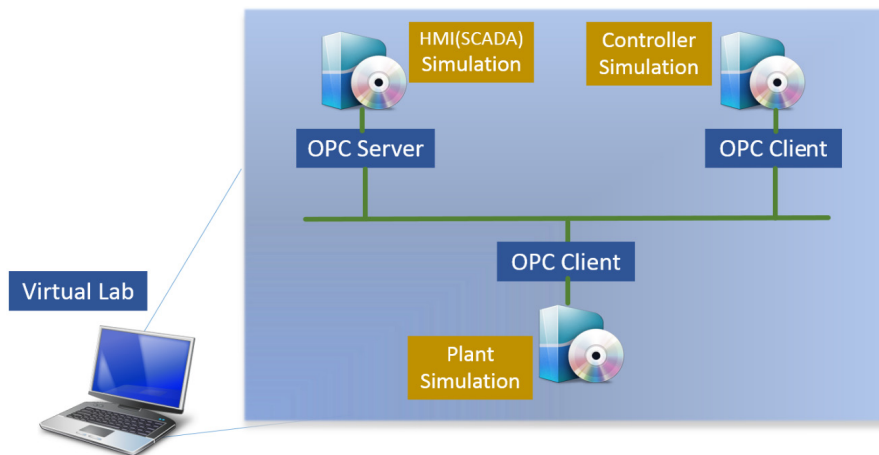 HMI(SCADA)
Simulation
Controller
Simulation
OPC Server
OPC Client
OPC Client
Virtual Lab
Plant
Simulation